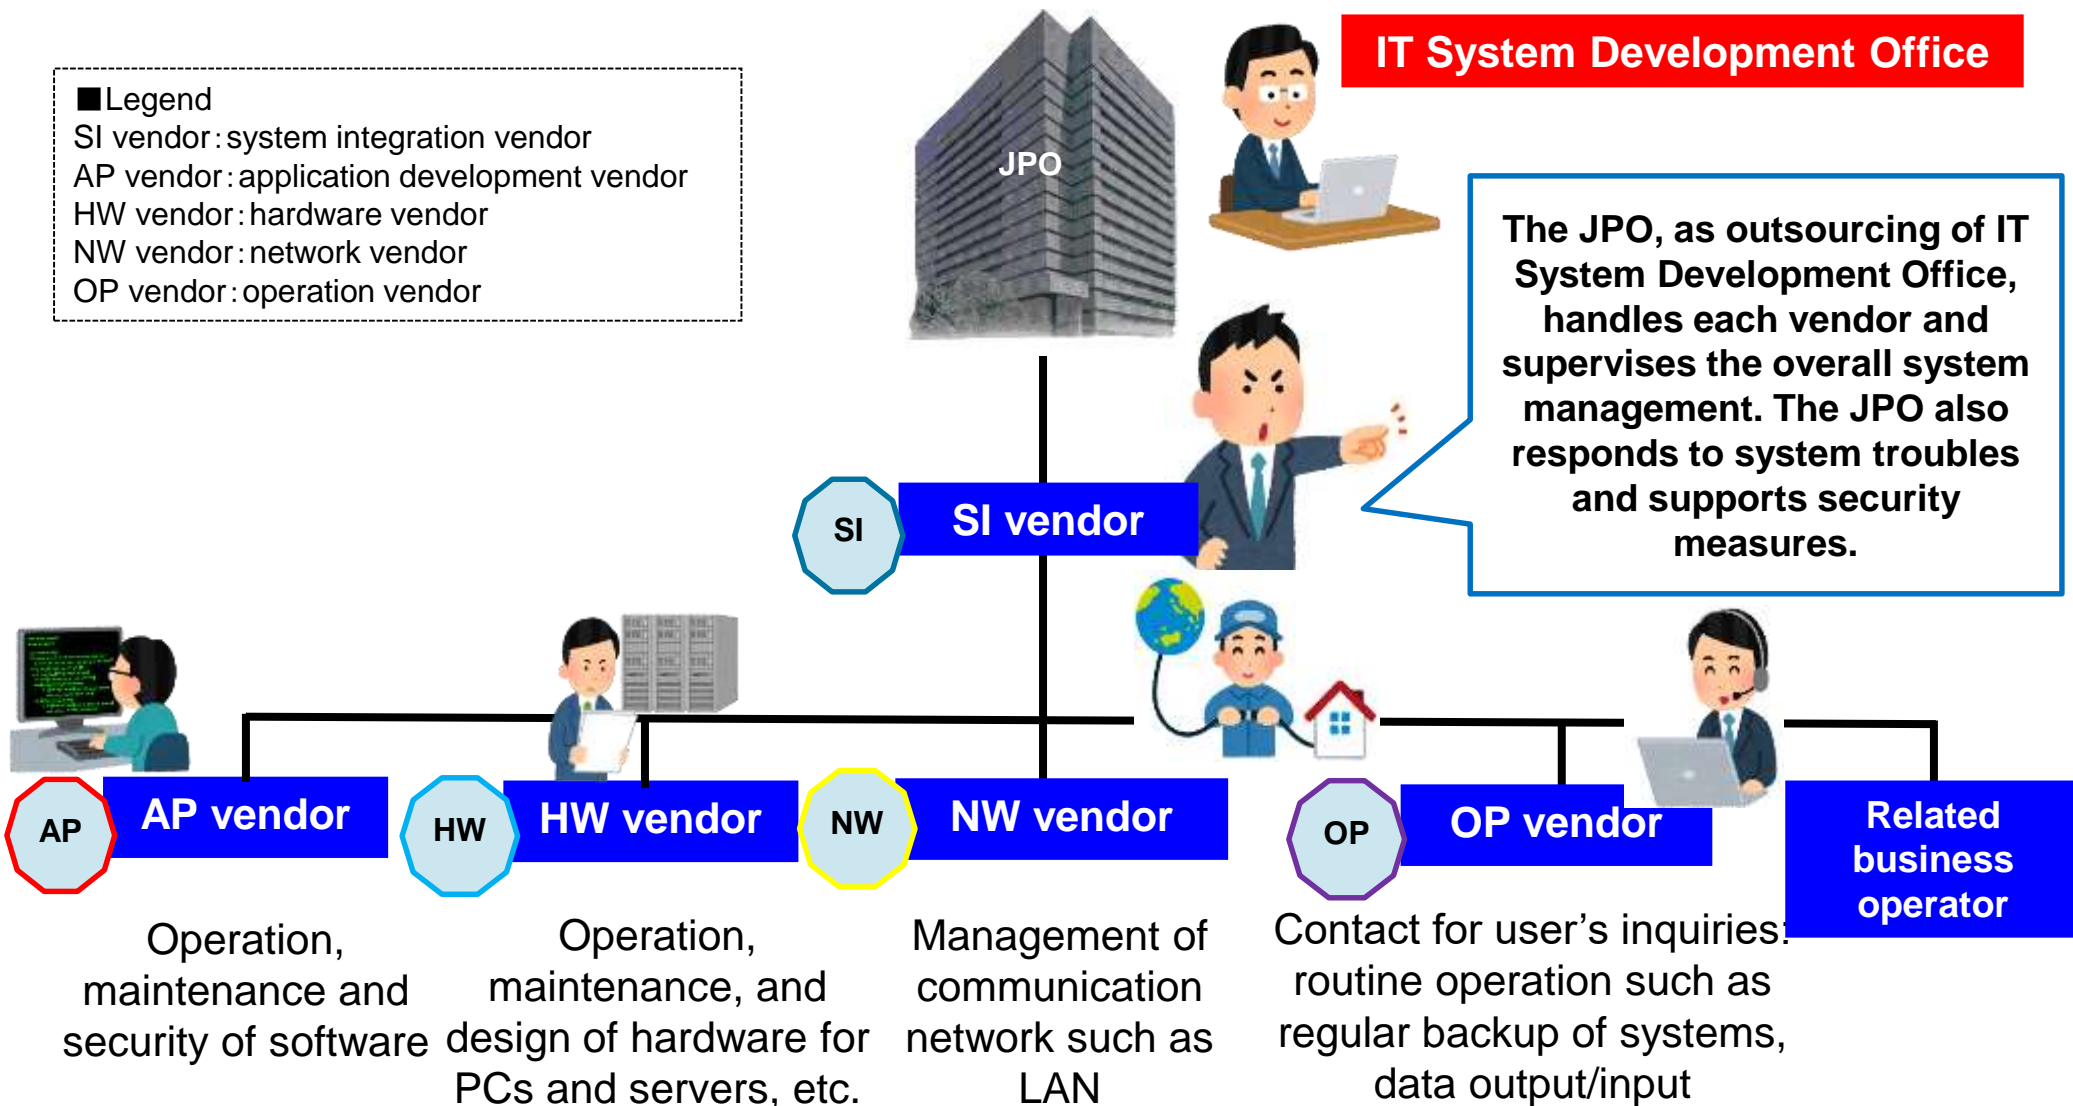 IT System Development Office
■Legend
SI vendor：system integration vendor
AP vendor：application development vendor
HW vendor：hardware vendor
NW vendor：network vendor
OP vendor：operation vendor
JPO
The JPO, as outsourcing of IT
System Development Office,
handles each vendor and
supervises the overall system
management. The JPO also
responds to system troubles
and supports security
measures.
SI
SI vendor
AP
AP vendor
HW
HW vendor
NW
NW vendor
OP
OP vendor
Related
business
operator
Operation,
maintenance and
security of software
Operation,
maintenance, and
design of hardware for
PCs and servers, etc.
Management of
communication
network such as
LAN
Contact for user’s inquiries:
routine operation such as
regular backup of systems,
data output/input